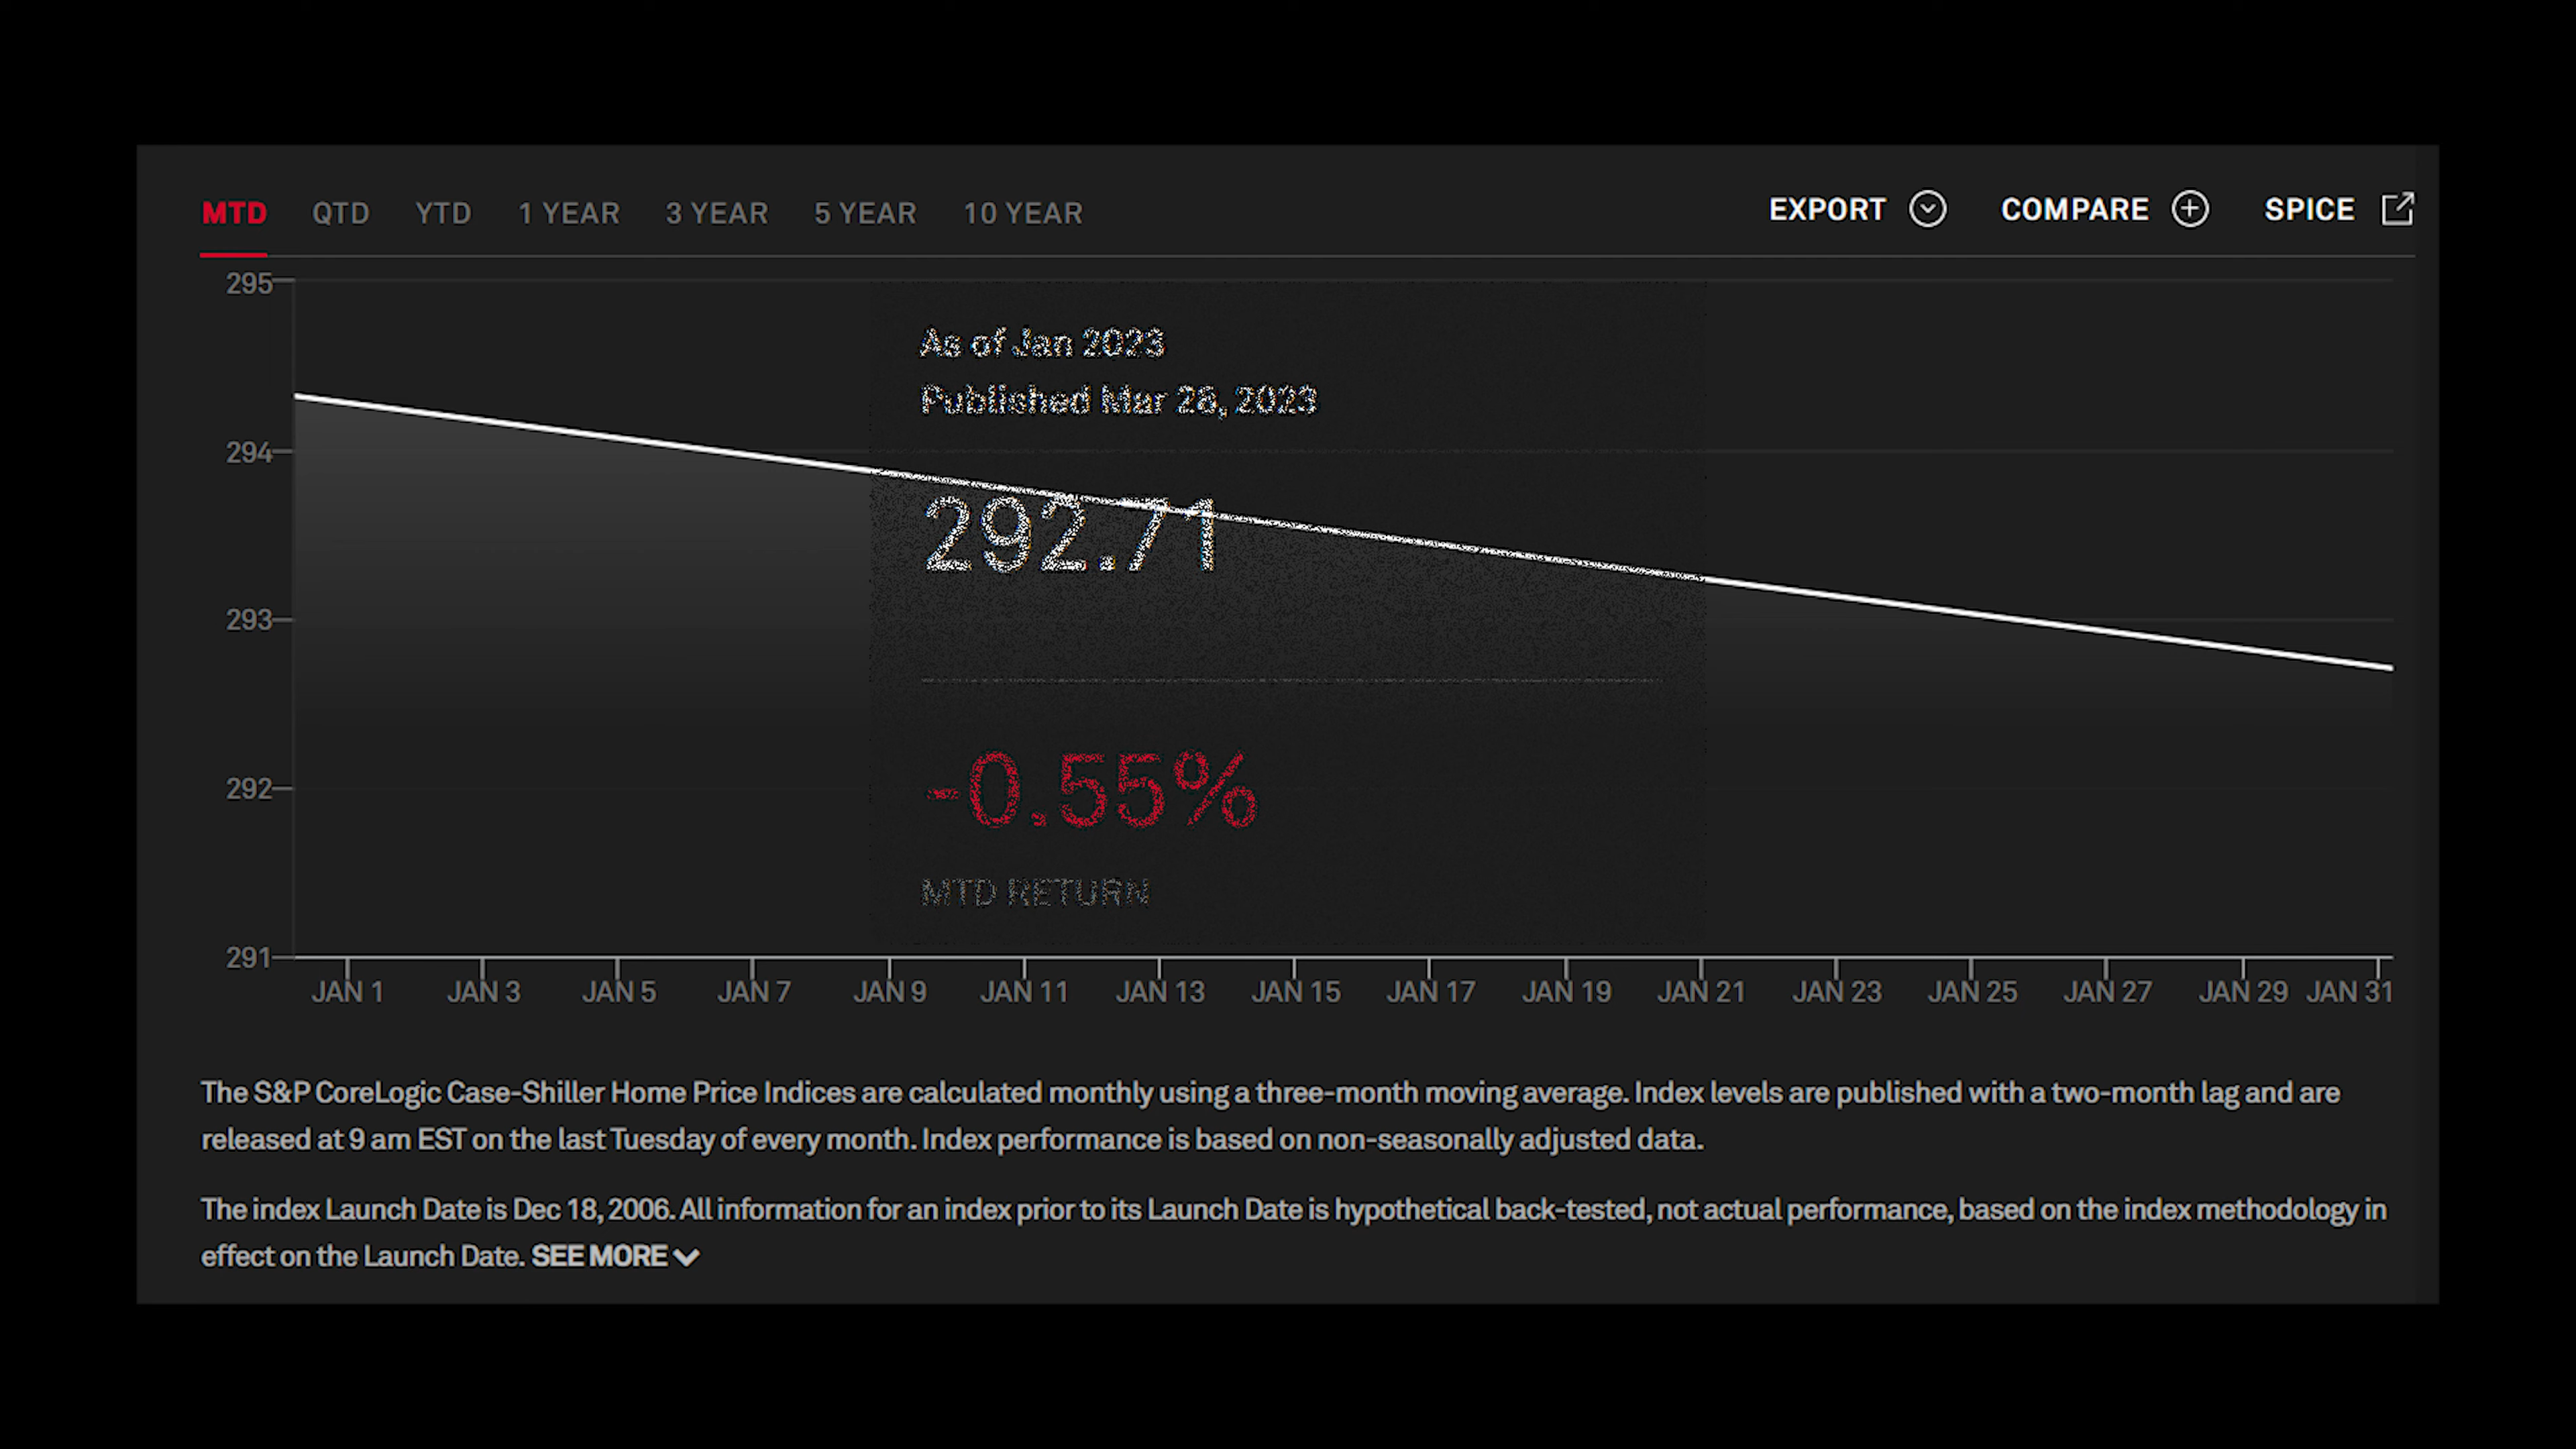 MTD QTD YTD 1 YEAR 3 YEAR 5 YEAR 10 YEAR EXPORT COMPARE SPICE
295
As of Jan 2023
Published Mar 28, 2023
294
292.71
293
-0.55%
292
MTD RETURN
291
JAN 1 JAN 3 JAN 5 JAN 7 JAN 9 JAN 11 JAN 13 JAN 15 JAN 17 JAN 19 JAN 21 JAN 23 JAN 25 JAN 27 JAN 29 JAN 31
The S&P CoreLogic Case-Shiller Home Price Indices are calculated monthly using a three-month moving average. Index levels are published with a two-month lag and are
released at 9 am EST on the last Tuesday of every month. Index performance is based on non-seasonally adjusted data.
The index Launch Date is Dec 18, 2006. All information for an index prior to its Launch Date is hypothetical back-tested, not actual performance, based on the index methodology in
effect on the Launch Date. SEE MORE